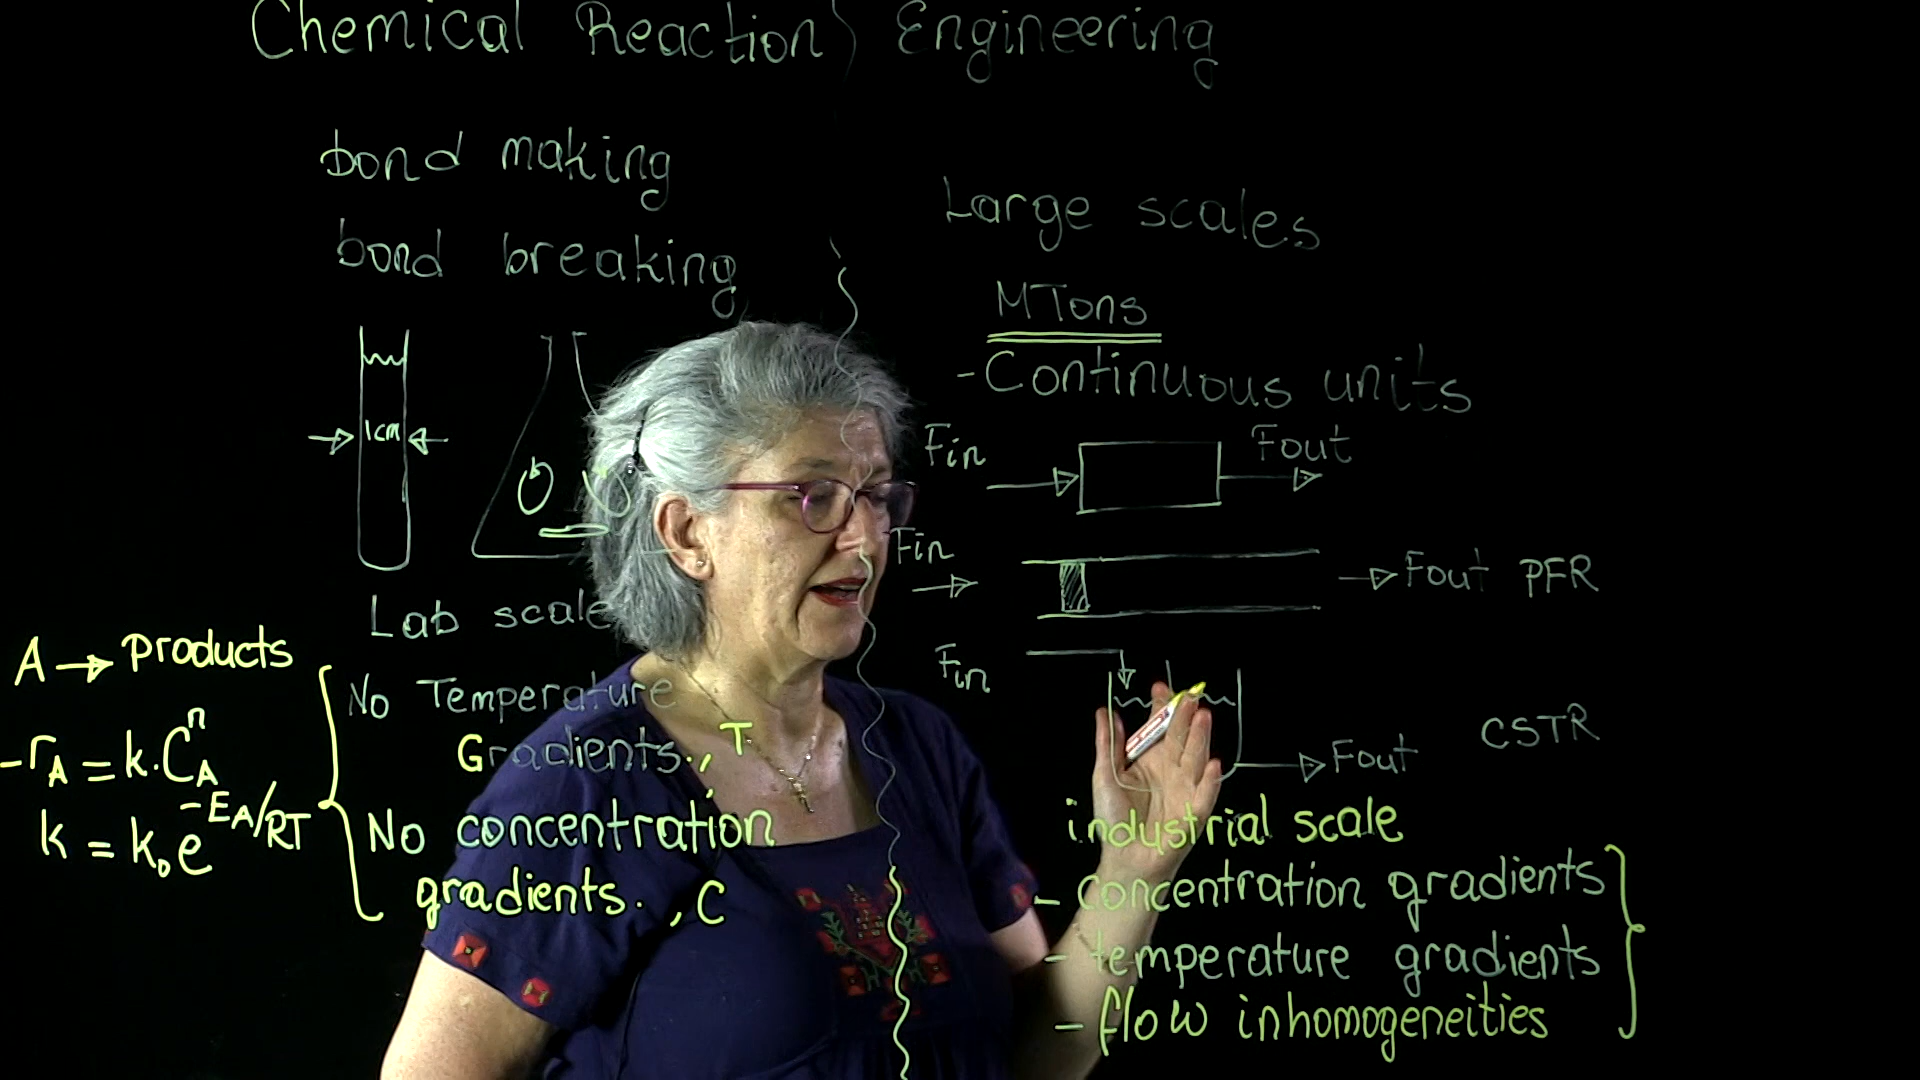 Chemical Reaction Engineering
bond making
bond breaking
1cm
Lab scale
A → products
-rA = k.CA^n
k = k0e^-EA/RT
No Temperature
Gradients., T
No concentration
gradients. , C
Large scales
MTons
-Continuous units
Fin
Fout
Fin
Fout PFR
Fin
Fout
CSTR
industrial scale
- concentration gradients
- temperature gradients
- flow inhomogeneities